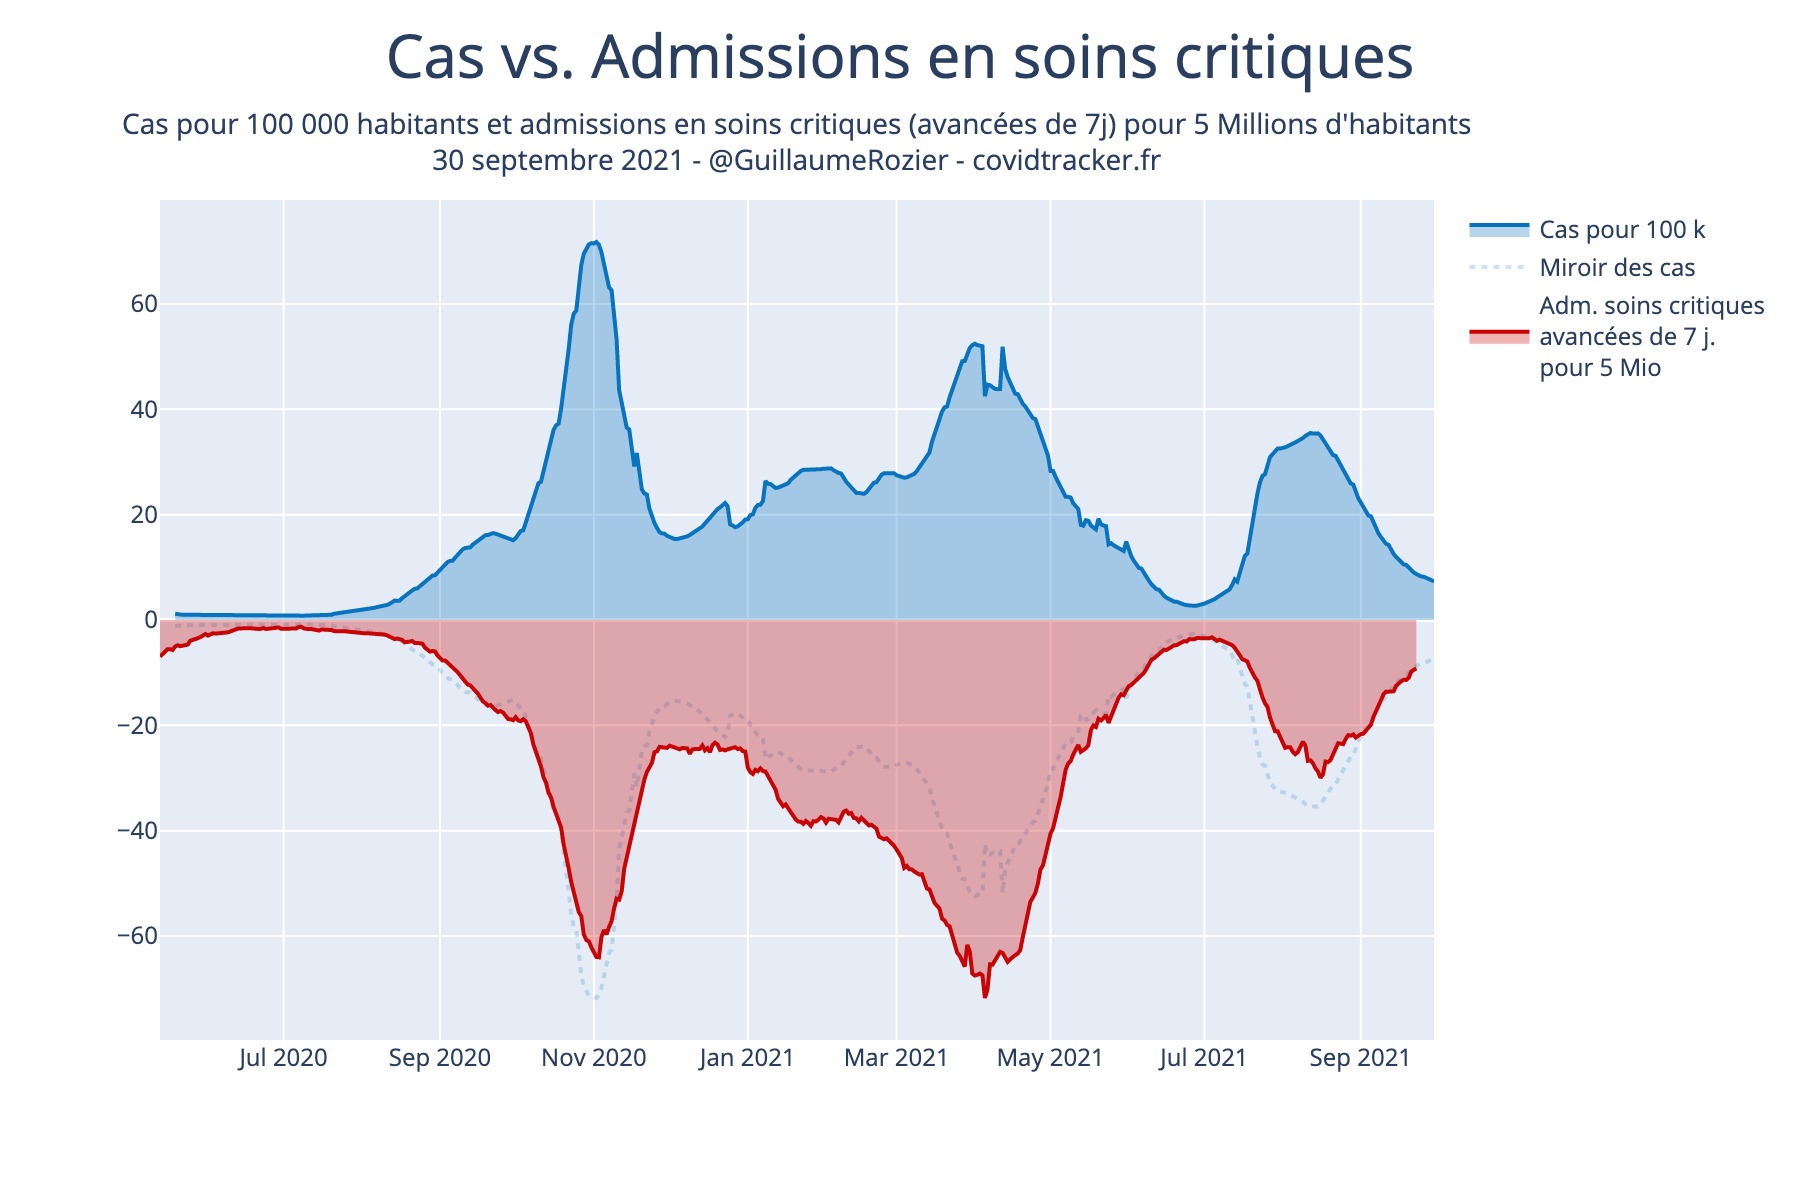 Cas vs. Admissions en soins critiques
Cas pour 100 000 habitants et admissions en soins critiques (avancées de 7j) pour 5 Millions d'habitants
30 septembre 2021 - @GuillaumeRozier - covidtracker.fr
Cas pour 100 k
Miroir des cas
Adm. soins critiques
avancées de 7 j.
pour 5 Mio
60
40
20
0
−20
−40
−60
Jul 2020 Sep 2020 Nov 2020 Jan 2021 Mar 2021 May 2021 Jul 2021 Sep 2021